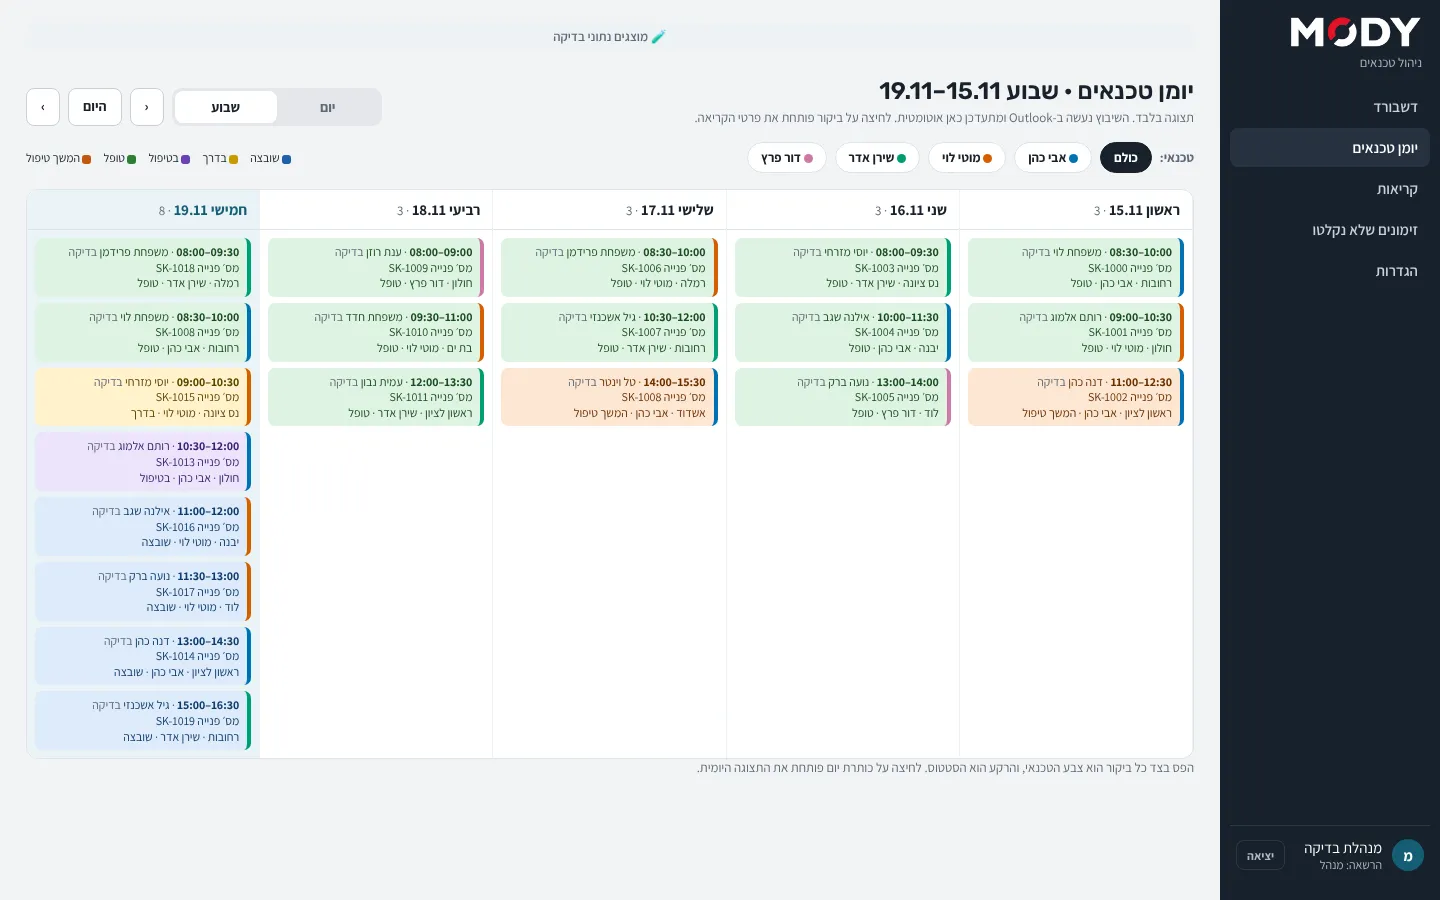 MODY
ניהול טכנאים
דשבורד
יומן טכנאים
קריאות
זימונים שלא נקלטו
הגדרות
מ
מנהלת בדיקה
הרשאה: מנהל
יציאה
🧪 מוצגים נתוני בדיקה
יומן טכנאים • שבוע 15.11–19.11
תצוגה בלבד. השיבוץ נעשה ב-Outlook ומתעדכן כאן אוטומטית. לחיצה על ביקור פותחת את פרטי הקריאה.
יום
שבוע
‹
היום
›
טכנאי:
כולם
אבי כהן
מוטי לוי
שירן אדר
דור פרץ
שובצה
בדרך
בטיפול
טופל
המשך טיפול
ראשון 15.11 · 3
08:30–10:00 · משפחת לוי בדיקה
מס׳ פנייה SK-1000
רחובות · אבי כהן · טופל
09:00–10:30 · רותם אלמוג בדיקה
מס׳ פנייה SK-1001
חולון · מוטי לוי · טופל
11:00–12:30 · דנה כהן בדיקה
מס׳ פנייה SK-1002
ראשון לציון · אבי כהן · המשך טיפול
שני 16.11 · 3
08:00–09:30 · יוסי מזרחי בדיקה
מס׳ פנייה SK-1003
נס ציונה · שירן אדר · טופל
10:00–11:30 · אילנה שגב בדיקה
מס׳ פנייה SK-1004
יבנה · אבי כהן · טופל
13:00–14:00 · נועה ברק בדיקה
מס׳ פנייה SK-1005
לוד · דור פרץ · טופל
שלישי 17.11 · 3
08:30–10:00 · משפחת פרידמן בדיקה
מס׳ פנייה SK-1006
רמלה · מוטי לוי · טופל
10:30–12:00 · גיל אשכנזי בדיקה
מס׳ פנייה SK-1007
רחובות · שירן אדר · טופל
14:00–15:30 · טל וינטר בדיקה
מס׳ פנייה SK-1008
אשדוד · אבי כהן · המשך טיפול
רביעי 18.11 · 3
08:00–09:00 · ענת רוזן בדיקה
מס׳ פנייה SK-1009
חולון · דור פרץ · טופל
09:30–11:00 · משפחת חדד בדיקה
מס׳ פנייה SK-1010
בת ים · מוטי לוי · טופל
12:00–13:30 · עמית נבון בדיקה
מס׳ פנייה SK-1011
ראשון לציון · שירן אדר · טופל
חמישי 19.11 · 8
08:00–09:30 · משפחת פרידמן בדיקה
מס׳ פנייה SK-1018
רמלה · שירן אדר · טופל
08:30–10:00 · משפחת לוי בדיקה
מס׳ פנייה SK-1008
רחובות · אבי כהן · טופל
09:00–10:30 · יוסי מזרחי בדיקה
מס׳ פנייה SK-1015
נס ציונה · מוטי לוי · בדרך
10:30–12:00 · רותם אלמוג בדיקה
מס׳ פנייה SK-1013
חולון · אבי כהן · בטיפול
11:00–12:00 · אילנה שגב בדיקה
מס׳ פנייה SK-1016
יבנה · מוטי לוי · שובצה
11:30–13:00 · נועה ברק בדיקה
מס׳ פנייה SK-1017
לוד · מוטי לוי · שובצה
13:00–14:30 · דנה כהן בדיקה
מס׳ פנייה SK-1014
ראשון לציון · אבי כהן · שובצה
15:00–16:30 · גיל אשכנזי בדיקה
מס׳ פנייה SK-1019
רחובות · שירן אדר · שובצה
הפס בצד כל ביקור הוא צבע הטכנאי, והרקע הוא הסטטוס. לחיצה על כותרת יום פותחת את התצוגה היומית.